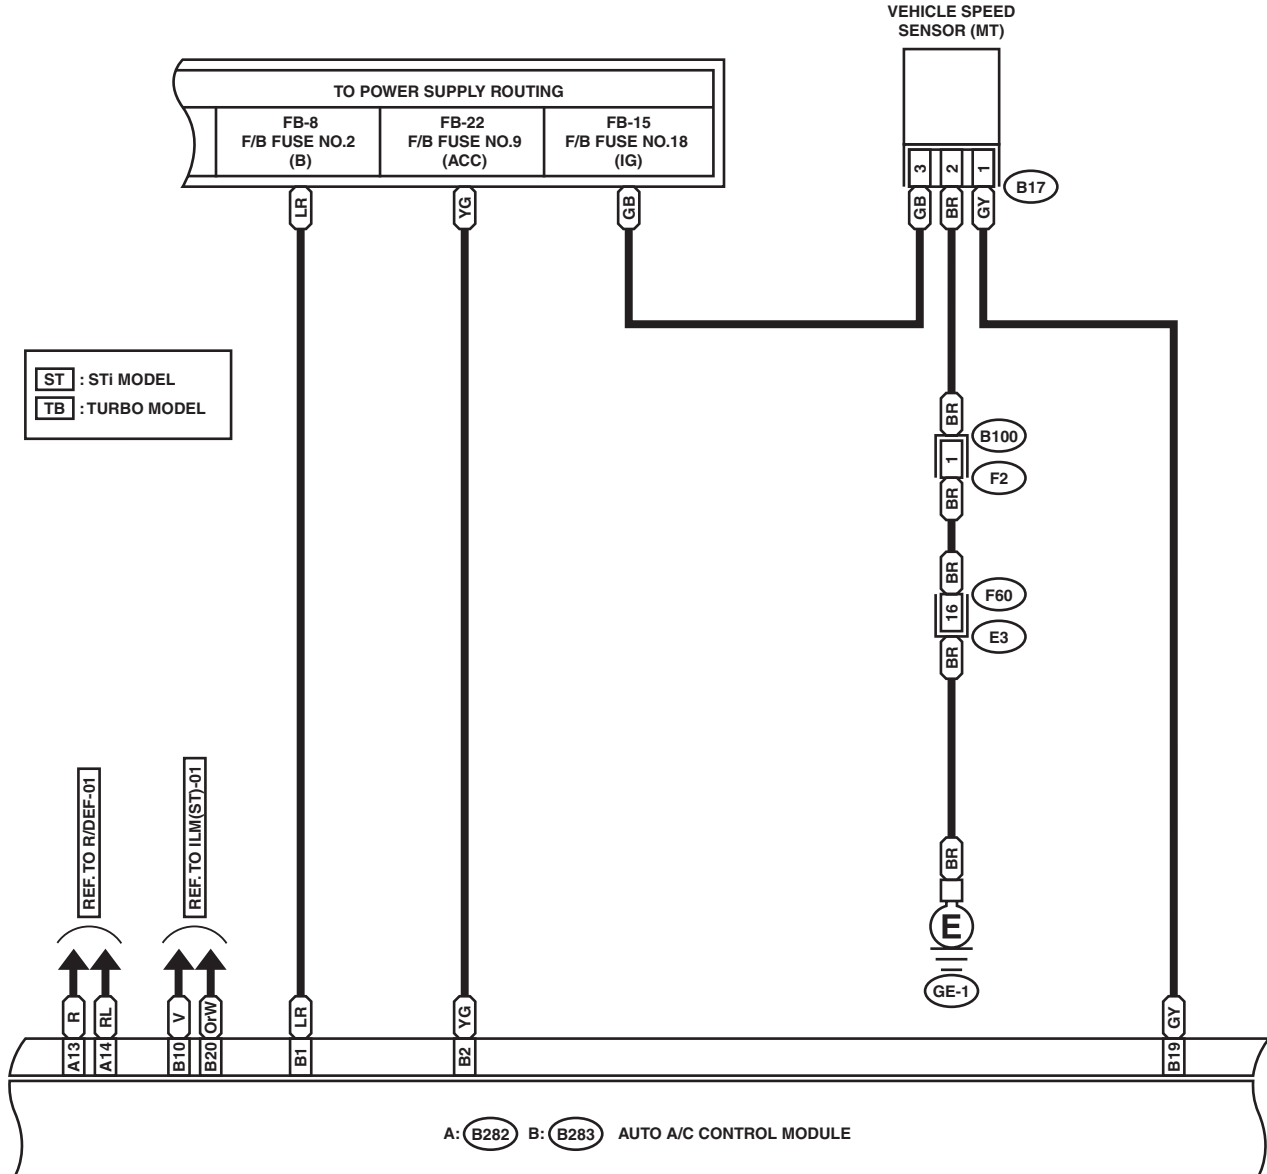 VEHICLE SPEED
SENSOR (MT)
TO POWER SUPPLY ROUTING
FB-8
F/B FUSE NO.2
(B)
FB-22
F/B FUSE NO.9
(ACC)
FB-15
F/B FUSE NO.18
(IG)
3
2
1
B17
LR
YG
GB
GB
BR
GY
ST : STi MODEL
TB : TURBO MODEL
BR
B100
1
F2
BR
BR
F60
16
E3
BR
REF. TO R/DEF-01
REF. TO ILM(ST)-01
BR
E
GE-1
R
RL
V
OrW
LR
YG
GY
A13
A14
B10
B20
B1
B2
B19
A: B282 B: B283 AUTO A/C CONTROL MODULE